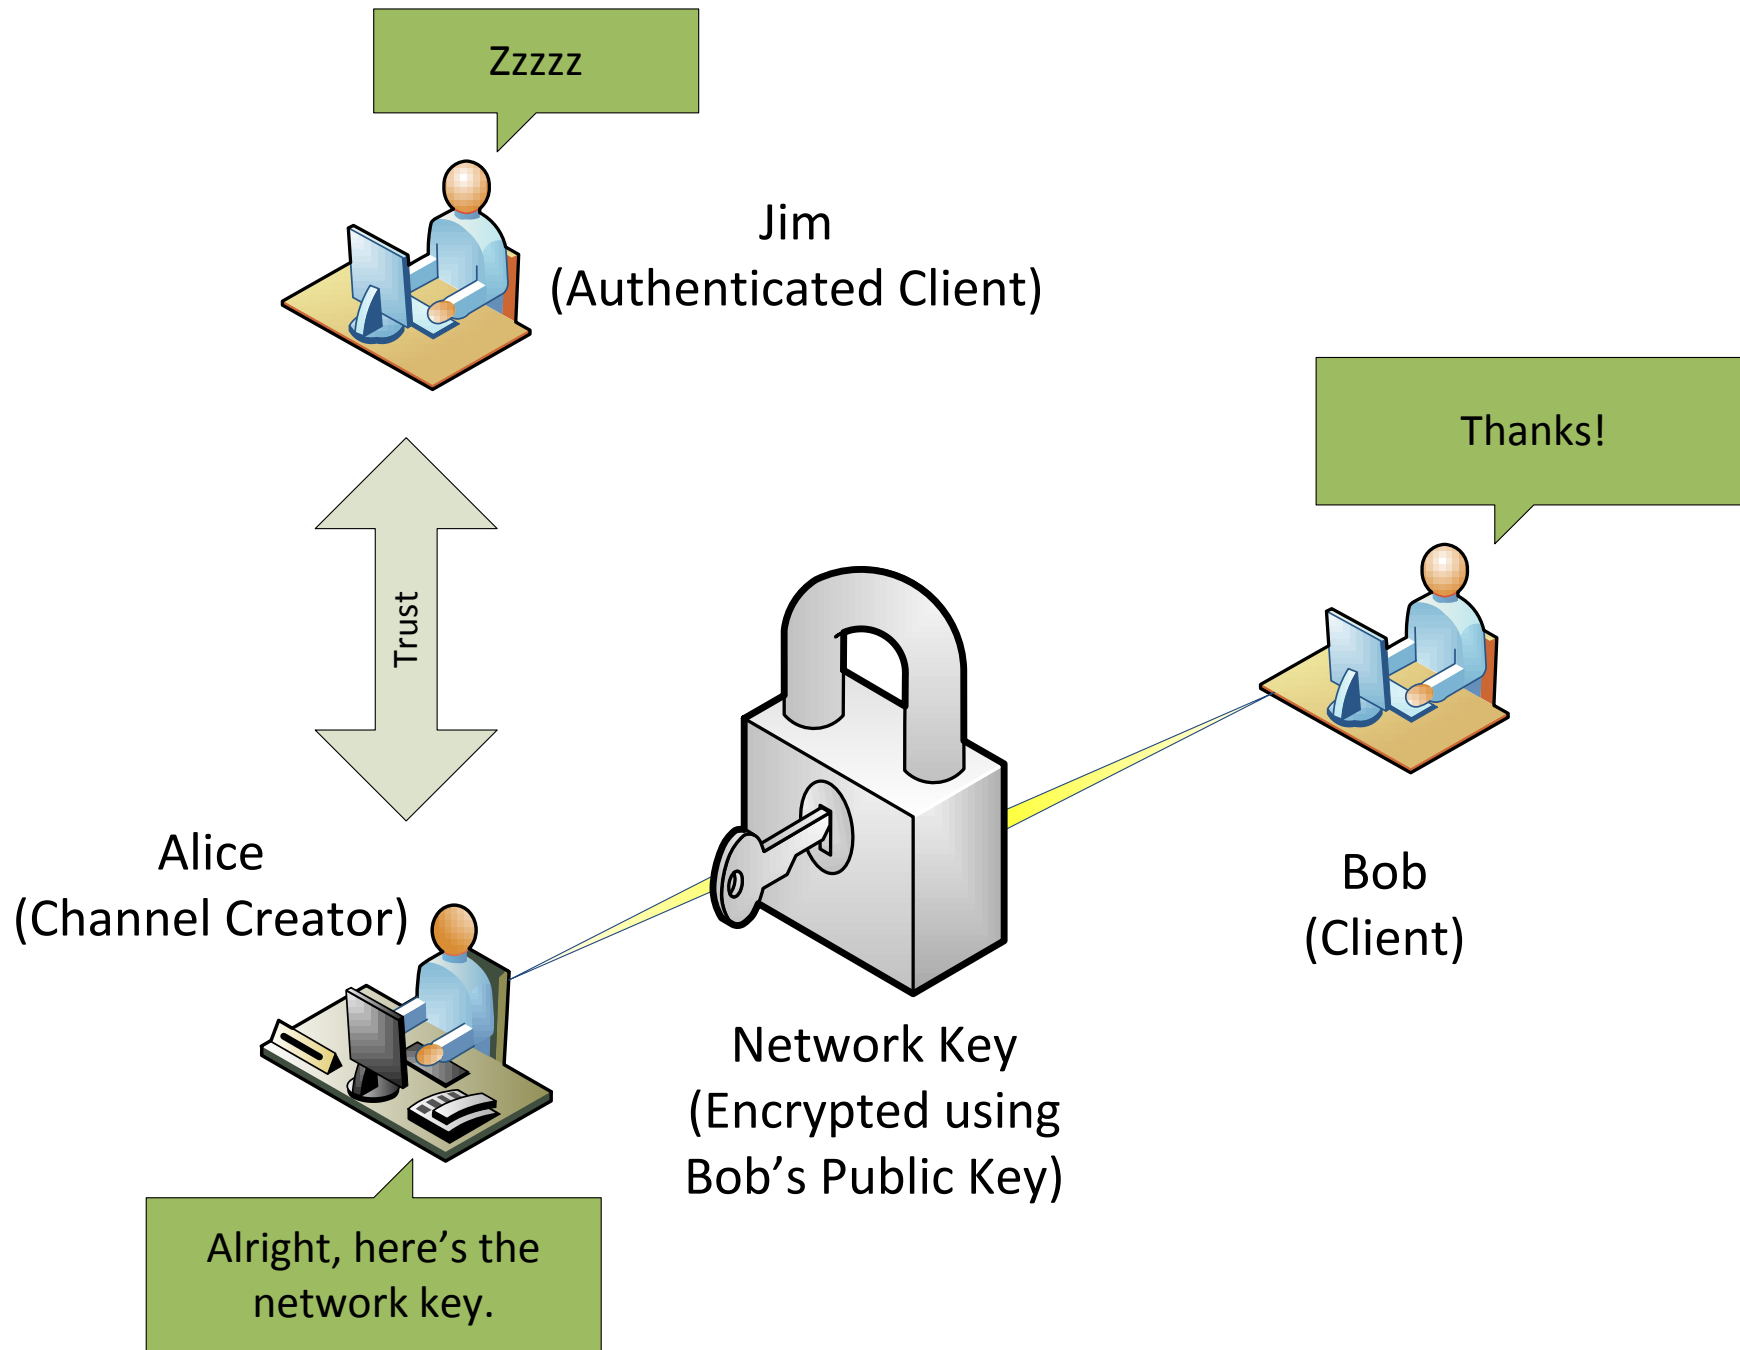 Zzzzz
Jim
(Authenticated Client)
Thanks!
Trust
Alice
(Channel Creator)
Bob
(Client)
Network Key
(Encrypted using
Bob’s Public Key)
Alright, here’s the
network key.